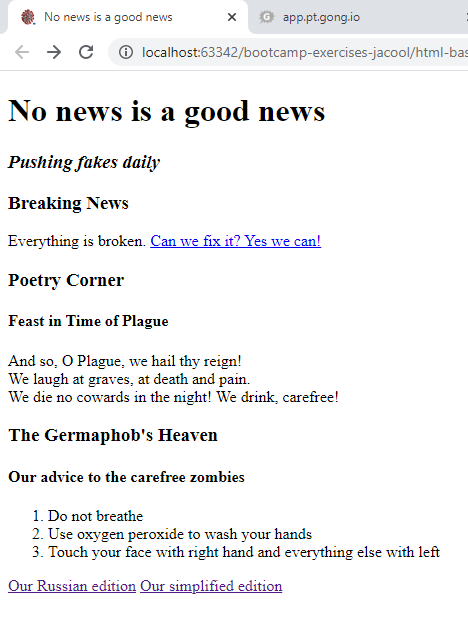 No news is a good news
app.pt.gong.io
localhost:63342/bootcamp-exercises-jacool/html-bas
No news is a good news
Pushing fakes daily
Breaking News
Everything is broken. Can we fix it? Yes we can!
Poetry Corner
Feast in Time of Plague
And so, O Plague, we hail thy reign!
We laugh at graves, at death and pain.
We die no cowards in the night! We drink, carefree!
The Germaphob's Heaven
Our advice to the carefree zombies
1. Do not breathe
2. Use oxygen peroxide to wash your hands
3. Touch your face with right hand and everything else with left
Our Russian edition Our simplified edition